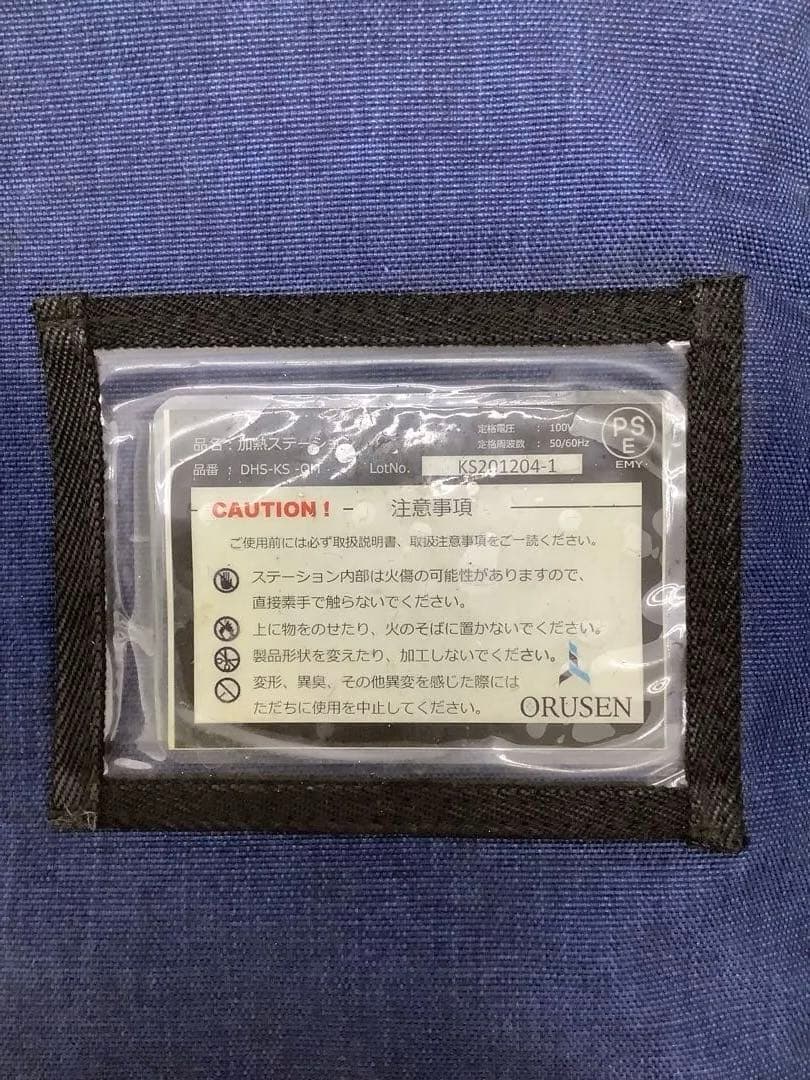 品名：加熱ステーション
定格電圧 ： 100V
定格周波数 ： 50/60Hz
品番 ： DHS-KS
LotNo. KS201204-1
PS
E
EMY
CAUTION！ 注意事項
ご使用前には必ず取扱説明書、取扱注意事項をご一読ください。
ステーション内部は火傷の可能性がありますので、
直接素手で触らないでください。
上に物をのせたり、火のそばに置かないでください。
製品形状を変えたり、加工しないでください。
変形、異臭、その他異変を感じた際には
ただちに使用を中止してください。
ORUSEN